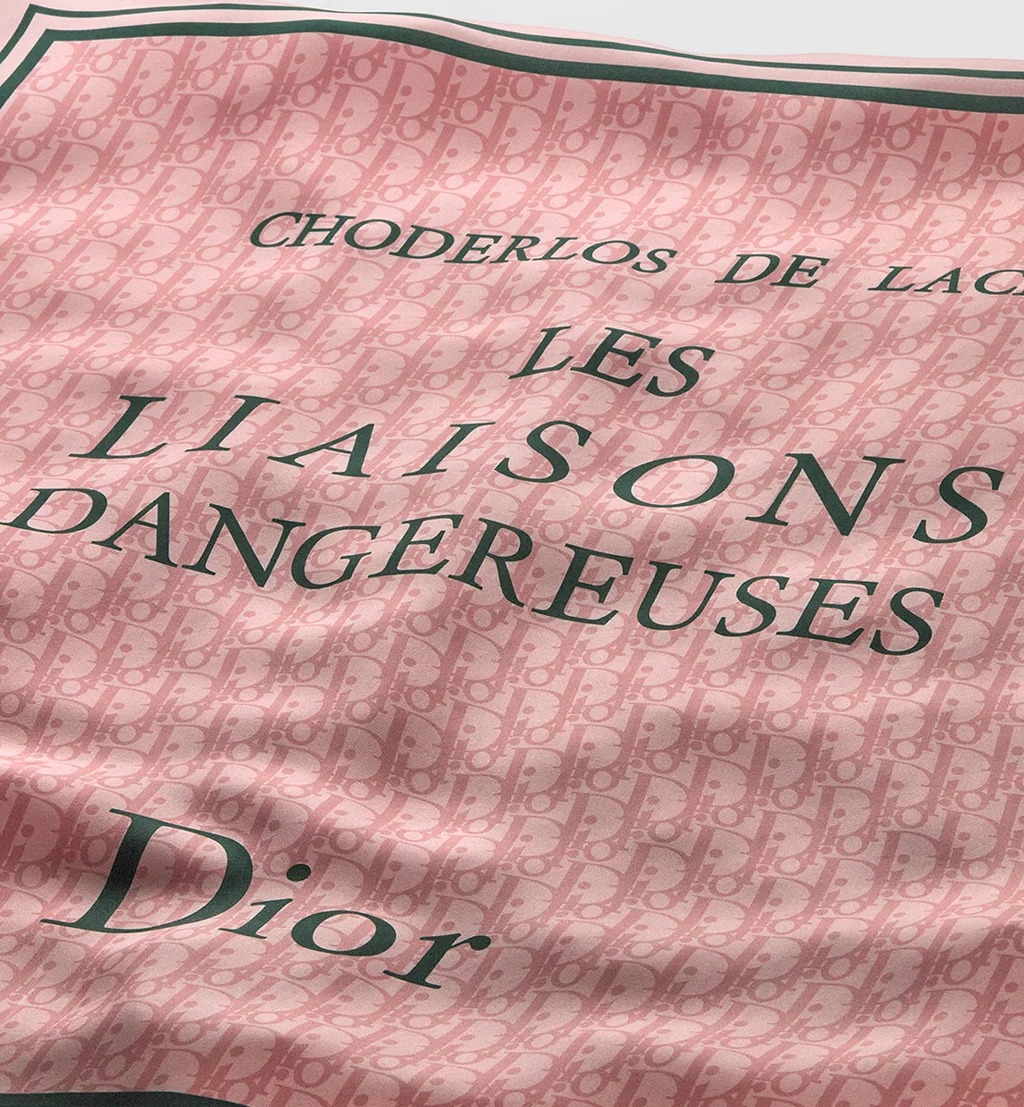 CHODERLOS DE LAC
LES
LIAISONS
DANGEREUSES
Dior